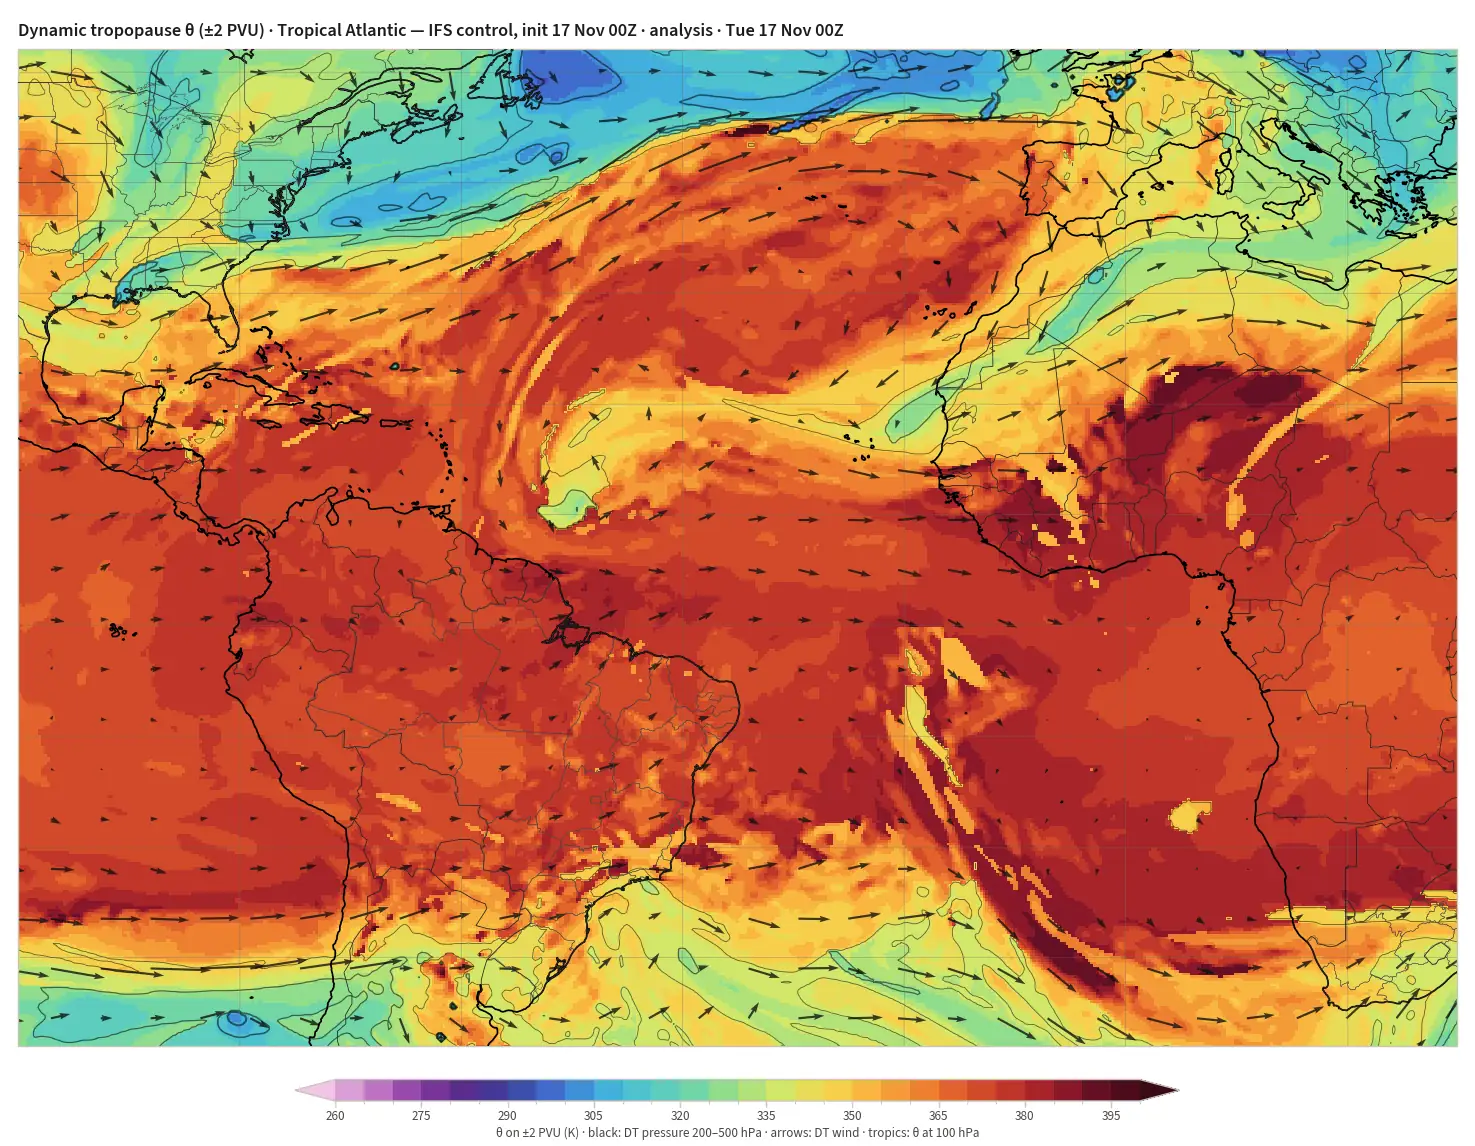 Dynamic tropopause θ (±2 PVU) · Tropical Atlantic — IFS control, init 17 Nov 00Z · analysis · Tue 17 Nov 00Z
260 275 290 305 320 335 350 365 380 395
θ on ±2 PVU (K) · black: DT pressure 200–500 hPa · arrows: DT wind · tropics: θ at 100 hPa